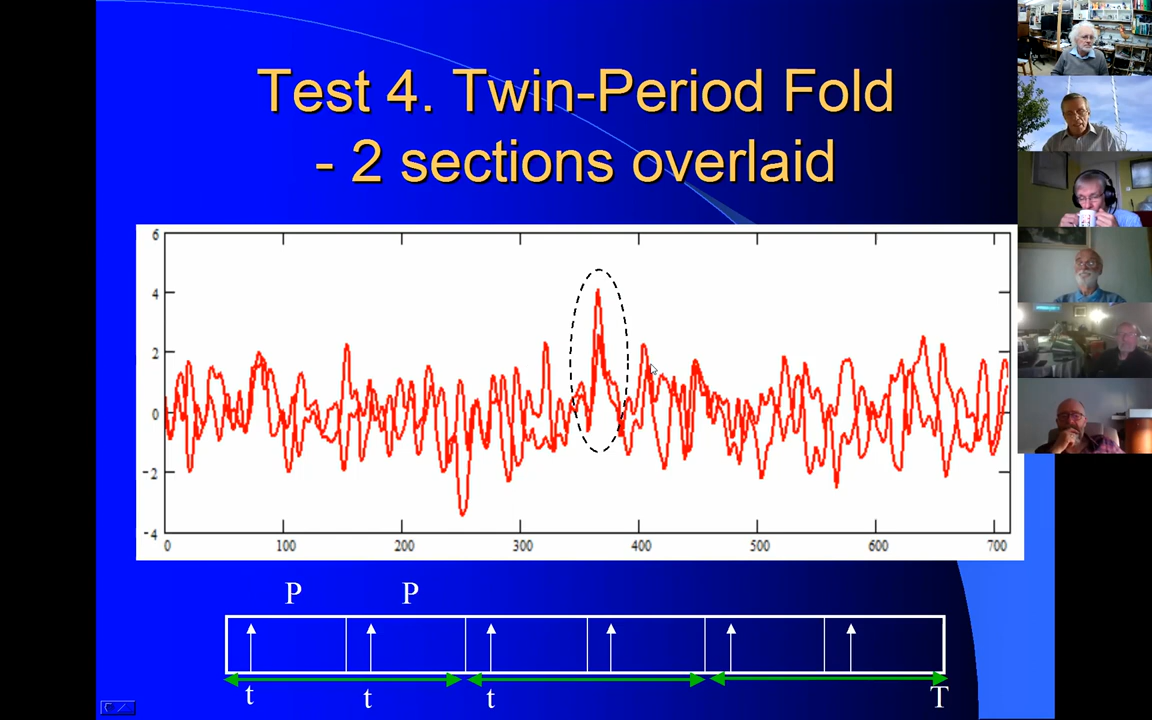 Test 4. Twin-Period Fold
- 2 sections overlaid
6
4
2
0
-2
-4
0 100 200 300 400 500 600 700
P P
t t t T